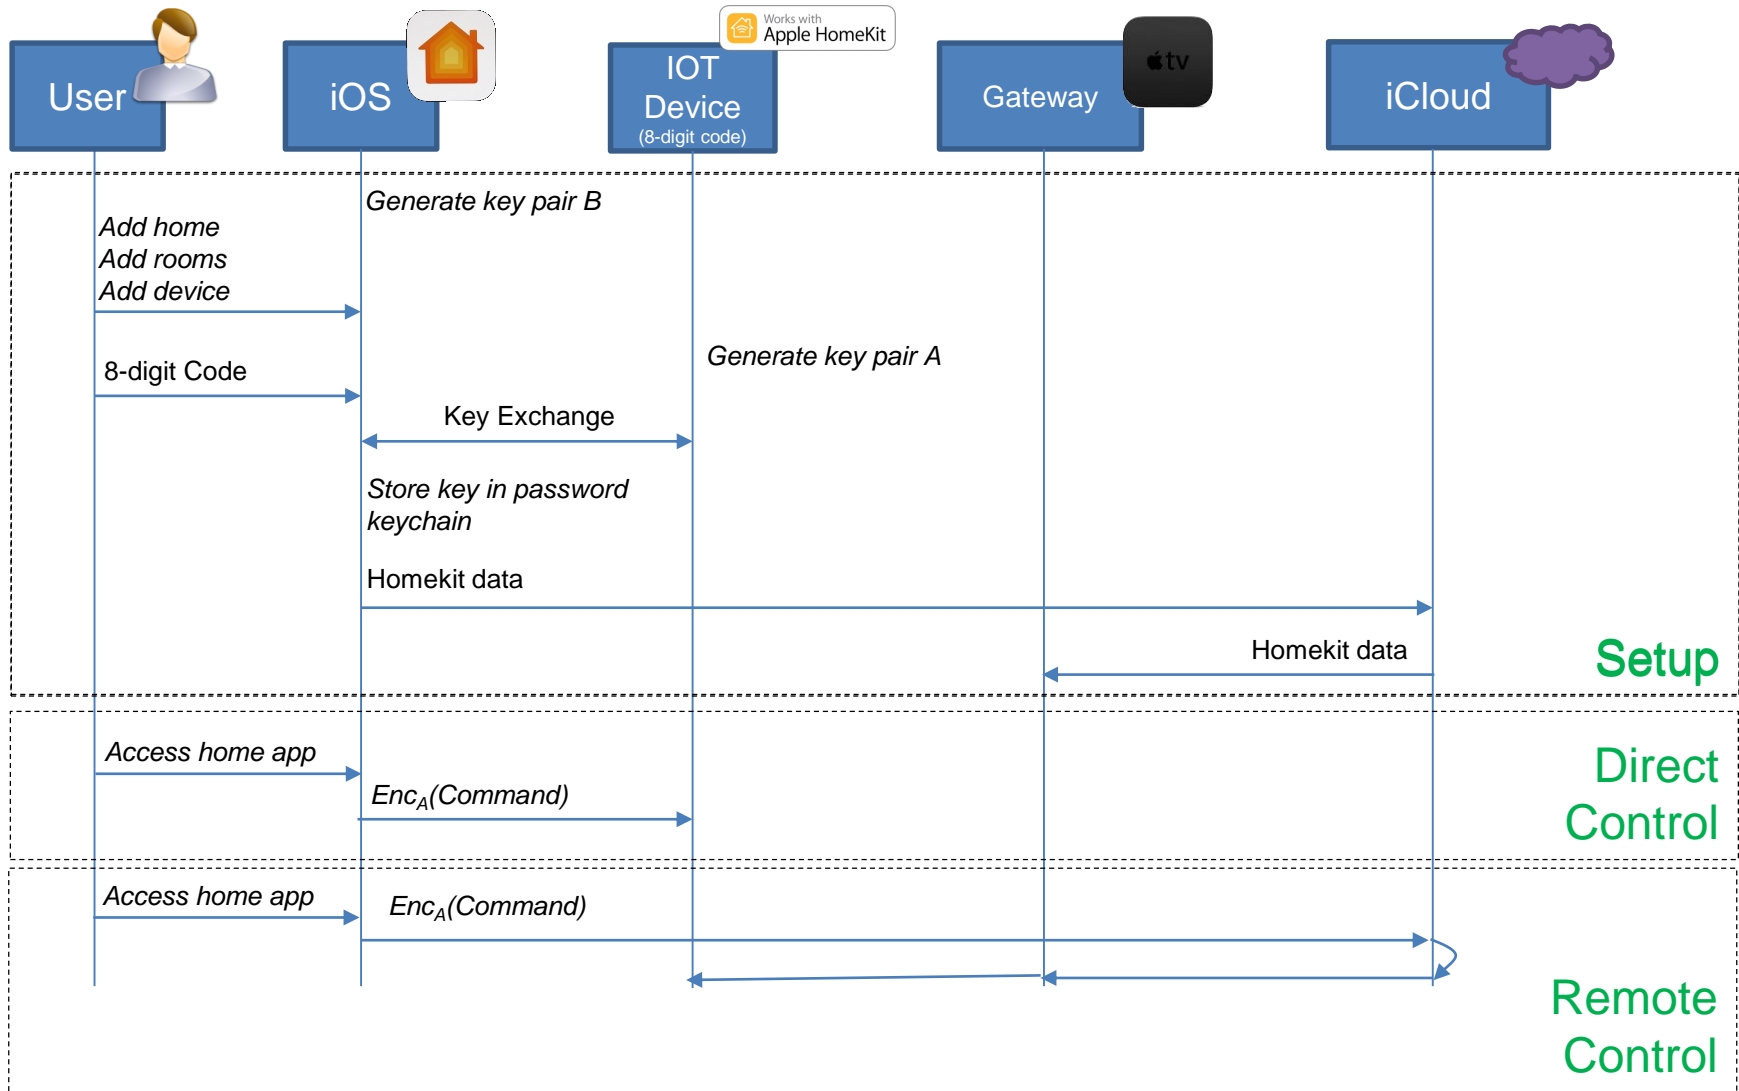 Works with
Apple HomeKit
tv
User
iOS
IOT
Device
(8-digit code)
Gateway
iCloud
Generate key pair B
Add home
Add rooms
Add device
Generate key pair A
8-digit Code
Key Exchange
Store key in password
keychain
Homekit data
Homekit data
Setup
Access home app
Direct
Control
EncA(Command)
Access home app
EncA(Command)
Remote
Control